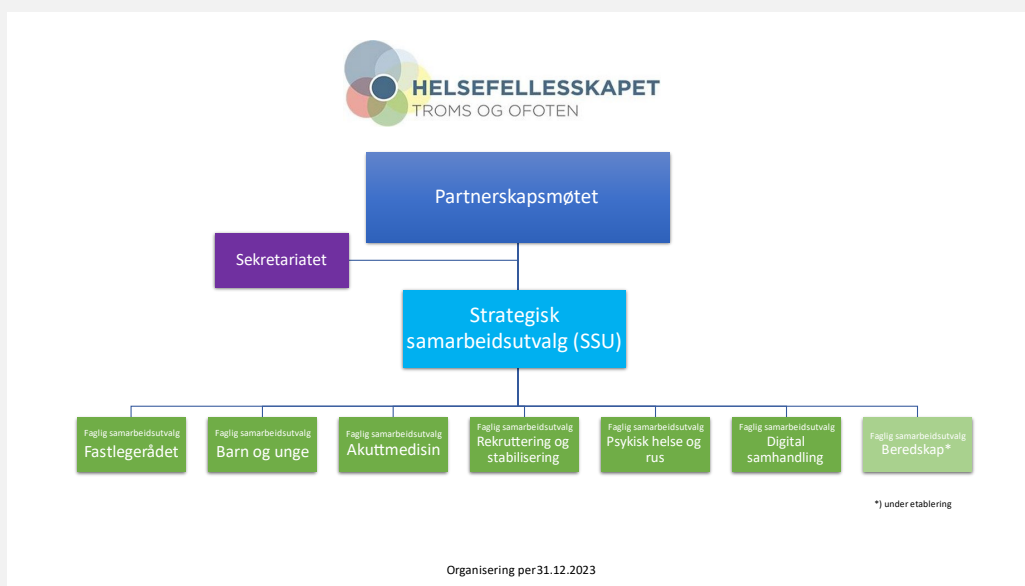 HELSEFELLESSKAPET
TROMS OG OFOTEN
Partnerskapsmøtet
Sekretariatet
Strategisk
samarbeidsutvalg (SSU)
Faglig samarbeidsutvalg
Fastlegerådet
Faglig samarbeidsutvalg
Barn og unge
Faglig samarbeidsutvalg
Akuttmedisin
Faglig samarbeidsutvalg
Rekruttering og
stabilisering
Faglig samarbeidsutvalg
Psykisk helse og
rus
Faglig samarbeidsutvalg
Digital
samhandling
Faglig samarbeidsutvalg
Beredskap*
*) under etablering
Organisering per 31.12.2023